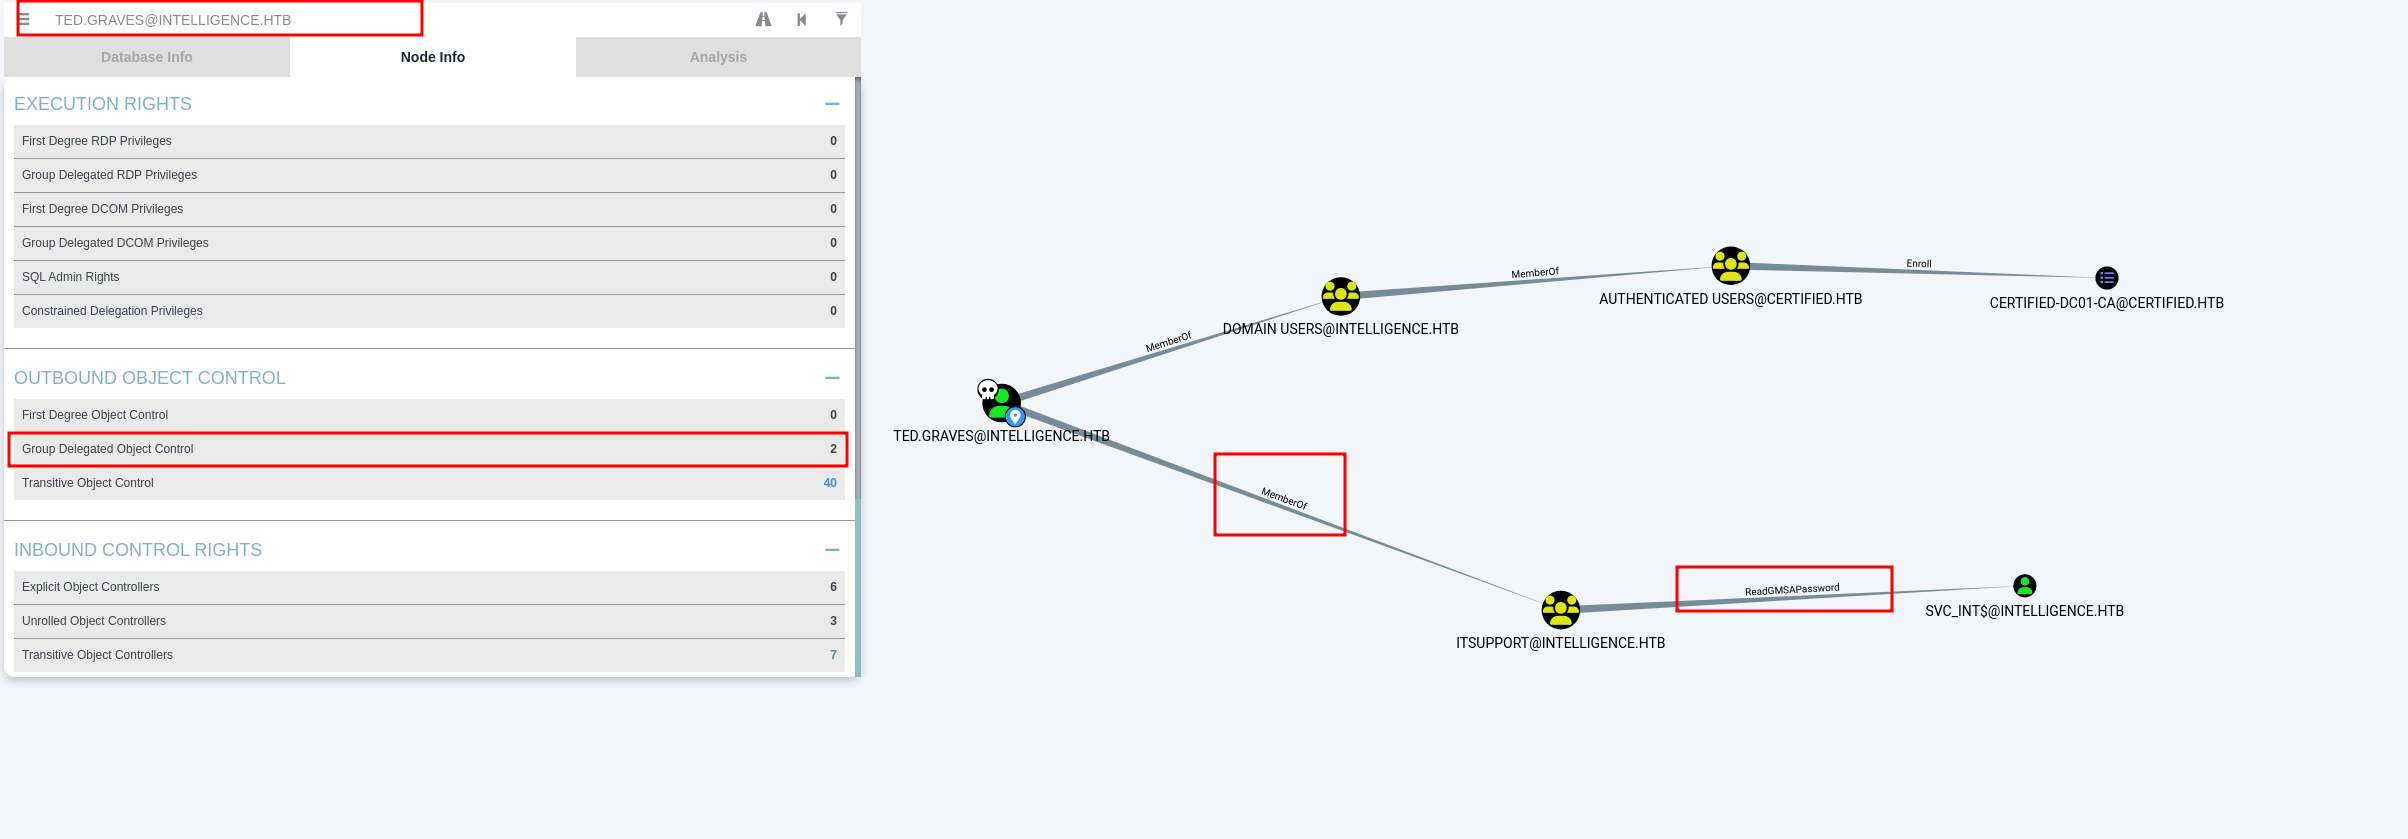 TED.GRAVES@INTELLIGENCE.HTB
Database Info
Node Info
Analysis
EXECUTION RIGHTS
First Degree RDP Privileges 0
Group Delegated RDP Privileges 0
First Degree DCOM Privileges 0
Group Delegated DCOM Privileges 0
SQL Admin Rights 0
Constrained Delegation Privileges 0
OUTBOUND OBJECT CONTROL
First Degree Object Control 0
Group Delegated Object Control 2
Transitive Object Control 40
INBOUND CONTROL RIGHTS
Explicit Object Controllers 6
Unrolled Object Controllers 3
Transitive Object Controllers 7
Enroll
MemberOf
AUTHENTICATED USERS@CERTIFIED.HTB
CERTIFIED-DC01-CA@CERTIFIED.HTB
DOMAIN USERS@INTELLIGENCE.HTB
MemberOf
TED.GRAVES@INTELLIGENCE.HTB
MemberOf
ReadGMSAPassword
SVC_INT$@INTELLIGENCE.HTB
ITSUPPORT@INTELLIGENCE.HTB